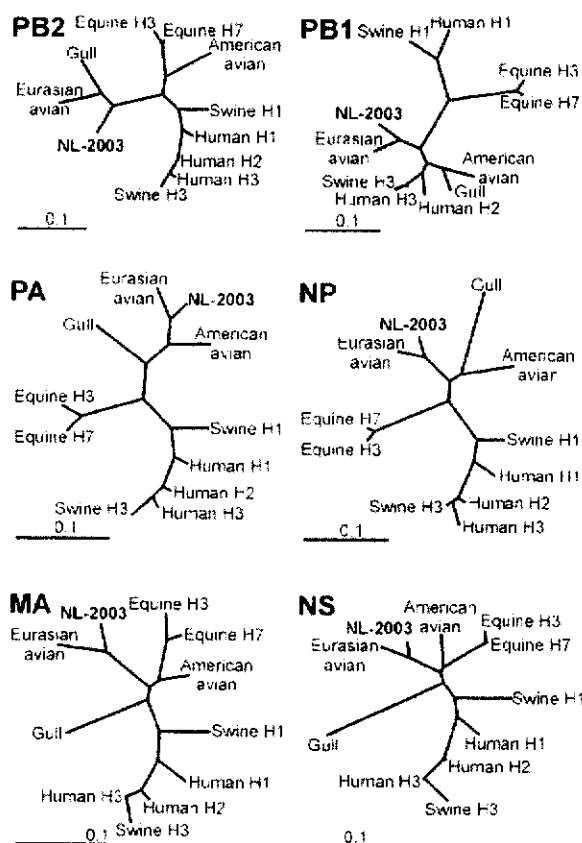 PB2
Equine H3
Equine H7
Gull
American
avian
Eurasian
avian
NL-2003
Swine H1
Human H1
Human H2
Human H3
Swine H3
0.1
PB1
Human H1
Swine H1
Equine H3
Equine H7
NL-2003
Eurasian
avian
American
avian
Swine H3
Gull
Human H3
Human H2
0.1
PA
Eurasian
avian
NL-2003
Gull
American
avian
Equine H3
Equine H7
Swine H1
Human H1
Human H2
Swine H3
Human H3
0.1
NP
Gull
NL-2003
Eurasian
avian
American
avian
Equine H7
Equine H3
Swine H1
Human H1
Swine H3
Human H2
Human H3
0.1
MA
Equine H3
NL-2003
Eurasian
avian
Equine H7
American
avian
Gull
Swine H1
Human H1
Human H3
Human H2
Swine H3
0.1
NS
American
avian
Equine H3
NL-2003
Eurasian
avian
Equine H7
Swine H1
Gull
Human H1
Human H2
Human H3
Swine H3
0.1